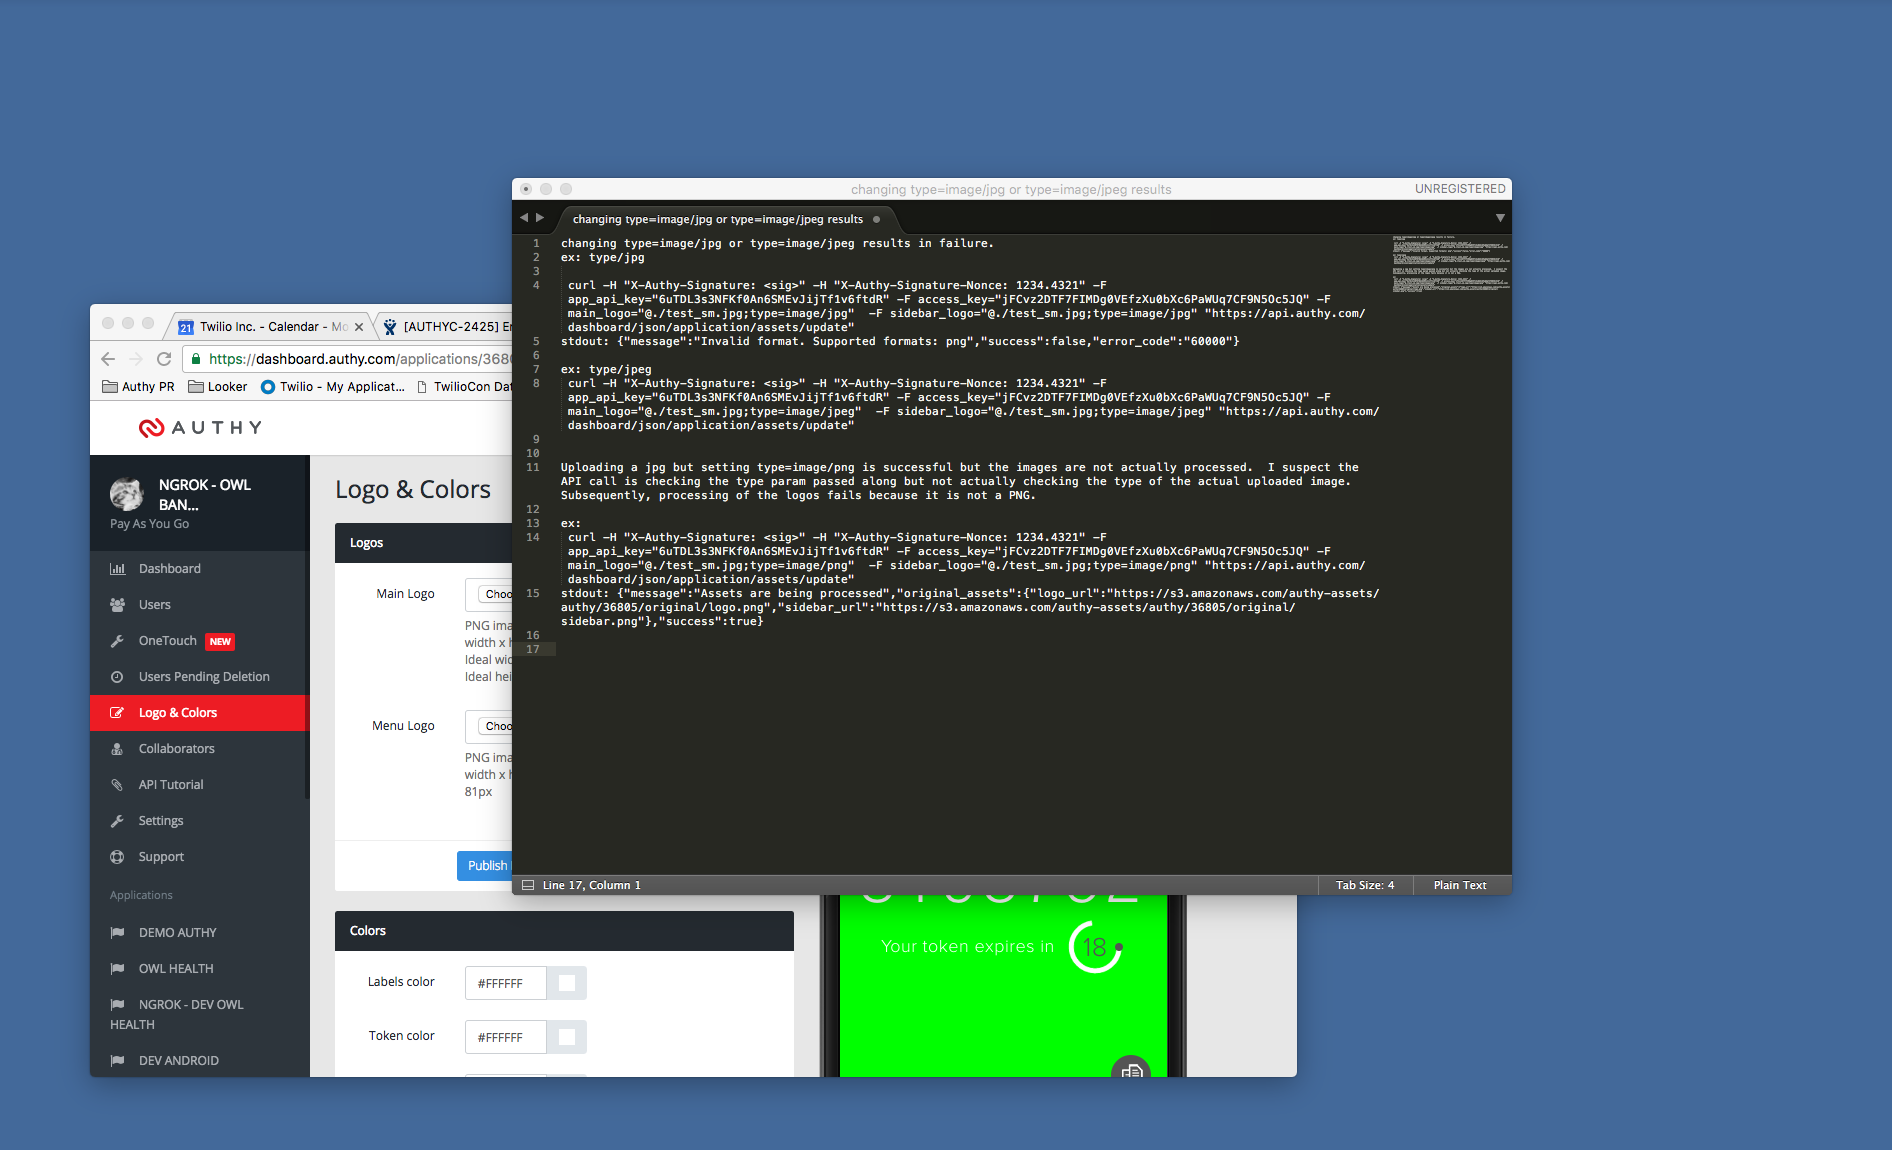 changing type=image/jpg or type=image/jpeg results
UNREGISTERED
changing type=image/jpg or type=image/jpeg results
1 changing type=image/jpg or type=image/jpeg results in failure.
2 ex: type/jpg
3
4 curl -H "X-Authy-Signature: <sig>" -H "X-Authy-Signature-Nonce: 1234.4321" -F
app_api_key="6uTDL3s3NFKf0An6SMEvJijTf1v6ftdR" -F access_key="jFCvz2DTF7FIMDg0VEfzXu0bXc6PaWUq7CF9N5Oc5JQ" -F
main_logo="@./test_sm.jpg;type=image/jpg"  -F sidebar_logo="@./test_sm.jpg;type=image/jpg" "https://api.authy.com/
dashboard/json/application/assets/update"
5 stdout: {"message":"Invalid format. Supported formats: png","success":false,"error_code":"60000"}
6
7 ex: type/jpeg
8 curl -H "X-Authy-Signature: <sig>" -H "X-Authy-Signature-Nonce: 1234.4321" -F
app_api_key="6uTDL3s3NFKf0An6SMEvJijTf1v6ftdR" -F access_key="jFCvz2DTF7FIMDg0VEfzXu0bXc6PaWUq7CF9N5Oc5JQ" -F
main_logo="@./test_sm.jpg;type=image/jpeg"  -F sidebar_logo="@./test_sm.jpg;type=image/jpeg" "https://api.authy.com/
dashboard/json/application/assets/update"
9
10
11 Uploading a jpg but setting type=image/png is successful but the images are not actually processed.  I suspect the
API call is checking the type param passed along but not actually checking the type of the actual uploaded image.
Subsequently, processing of the logos fails because it is not a PNG.
12
13 ex:
14 curl -H "X-Authy-Signature: <sig>" -H "X-Authy-Signature-Nonce: 1234.4321" -F
app_api_key="6uTDL3s3NFKf0An6SMEvJijTf1v6ftdR" -F access_key="jFCvz2DTF7FIMDg0VEfzXu0bXc6PaWUq7CF9N5Oc5JQ" -F
main_logo="@./test_sm.jpg;type=image/png"  -F sidebar_logo="@./test_sm.jpg;type=image/png" "https://api.authy.com/
dashboard/json/application/assets/update"
15 stdout: {"message":"Assets are being processed","original_assets":{"logo_url":"https://s3.amazonaws.com/authy-assets/
authy/36805/original/logo.png","sidebar_url":"https://s3.amazonaws.com/authy-assets/authy/36805/original/
sidebar.png"},"success":true}
16
17
Line 17, Column 1
Tab Size: 4
Plain Text
21 Twilio Inc. - Calendar - Mo
[AUTHYC-2425] Er
https://dashboard.authy.com/applications/368
Authy PR
Looker
Twilio - My Applicat...
TwilioCon Dat
AUTHY
NGROK - OWL
BAN...
Pay As You Go
Dashboard
Users
OneTouch NEW
Users Pending Deletion
Logo & Colors
Collaborators
API Tutorial
Settings
Support
Applications
DEMO AUTHY
OWL HEALTH
NGROK - DEV OWL
HEALTH
DEV ANDROID
Logo & Colors
Logos
Main Logo
Choo
PNG ima
width x h
Ideal wid
Ideal hei
Menu Logo
Choo
PNG ima
width x h
81px
Publish
Colors
Labels color
#FFFFFF
Token color
#FFFFFF
Your token expires in
18